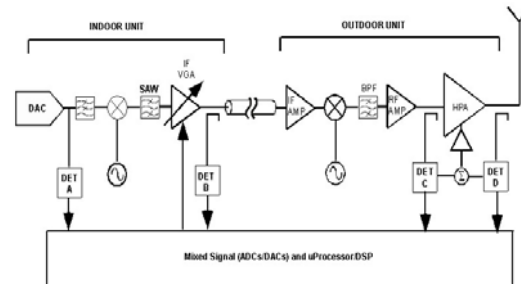 INDOOR UNIT
OUTDOOR UNIT
IF
VGA
SAW
BPF
DAC
IF
AMP
RF
AMP
HPA
DET
A
DET
B
DET
C
Σ
DET
D
Mixed Signal (ADCs/DACs) and uProcessor/DSP